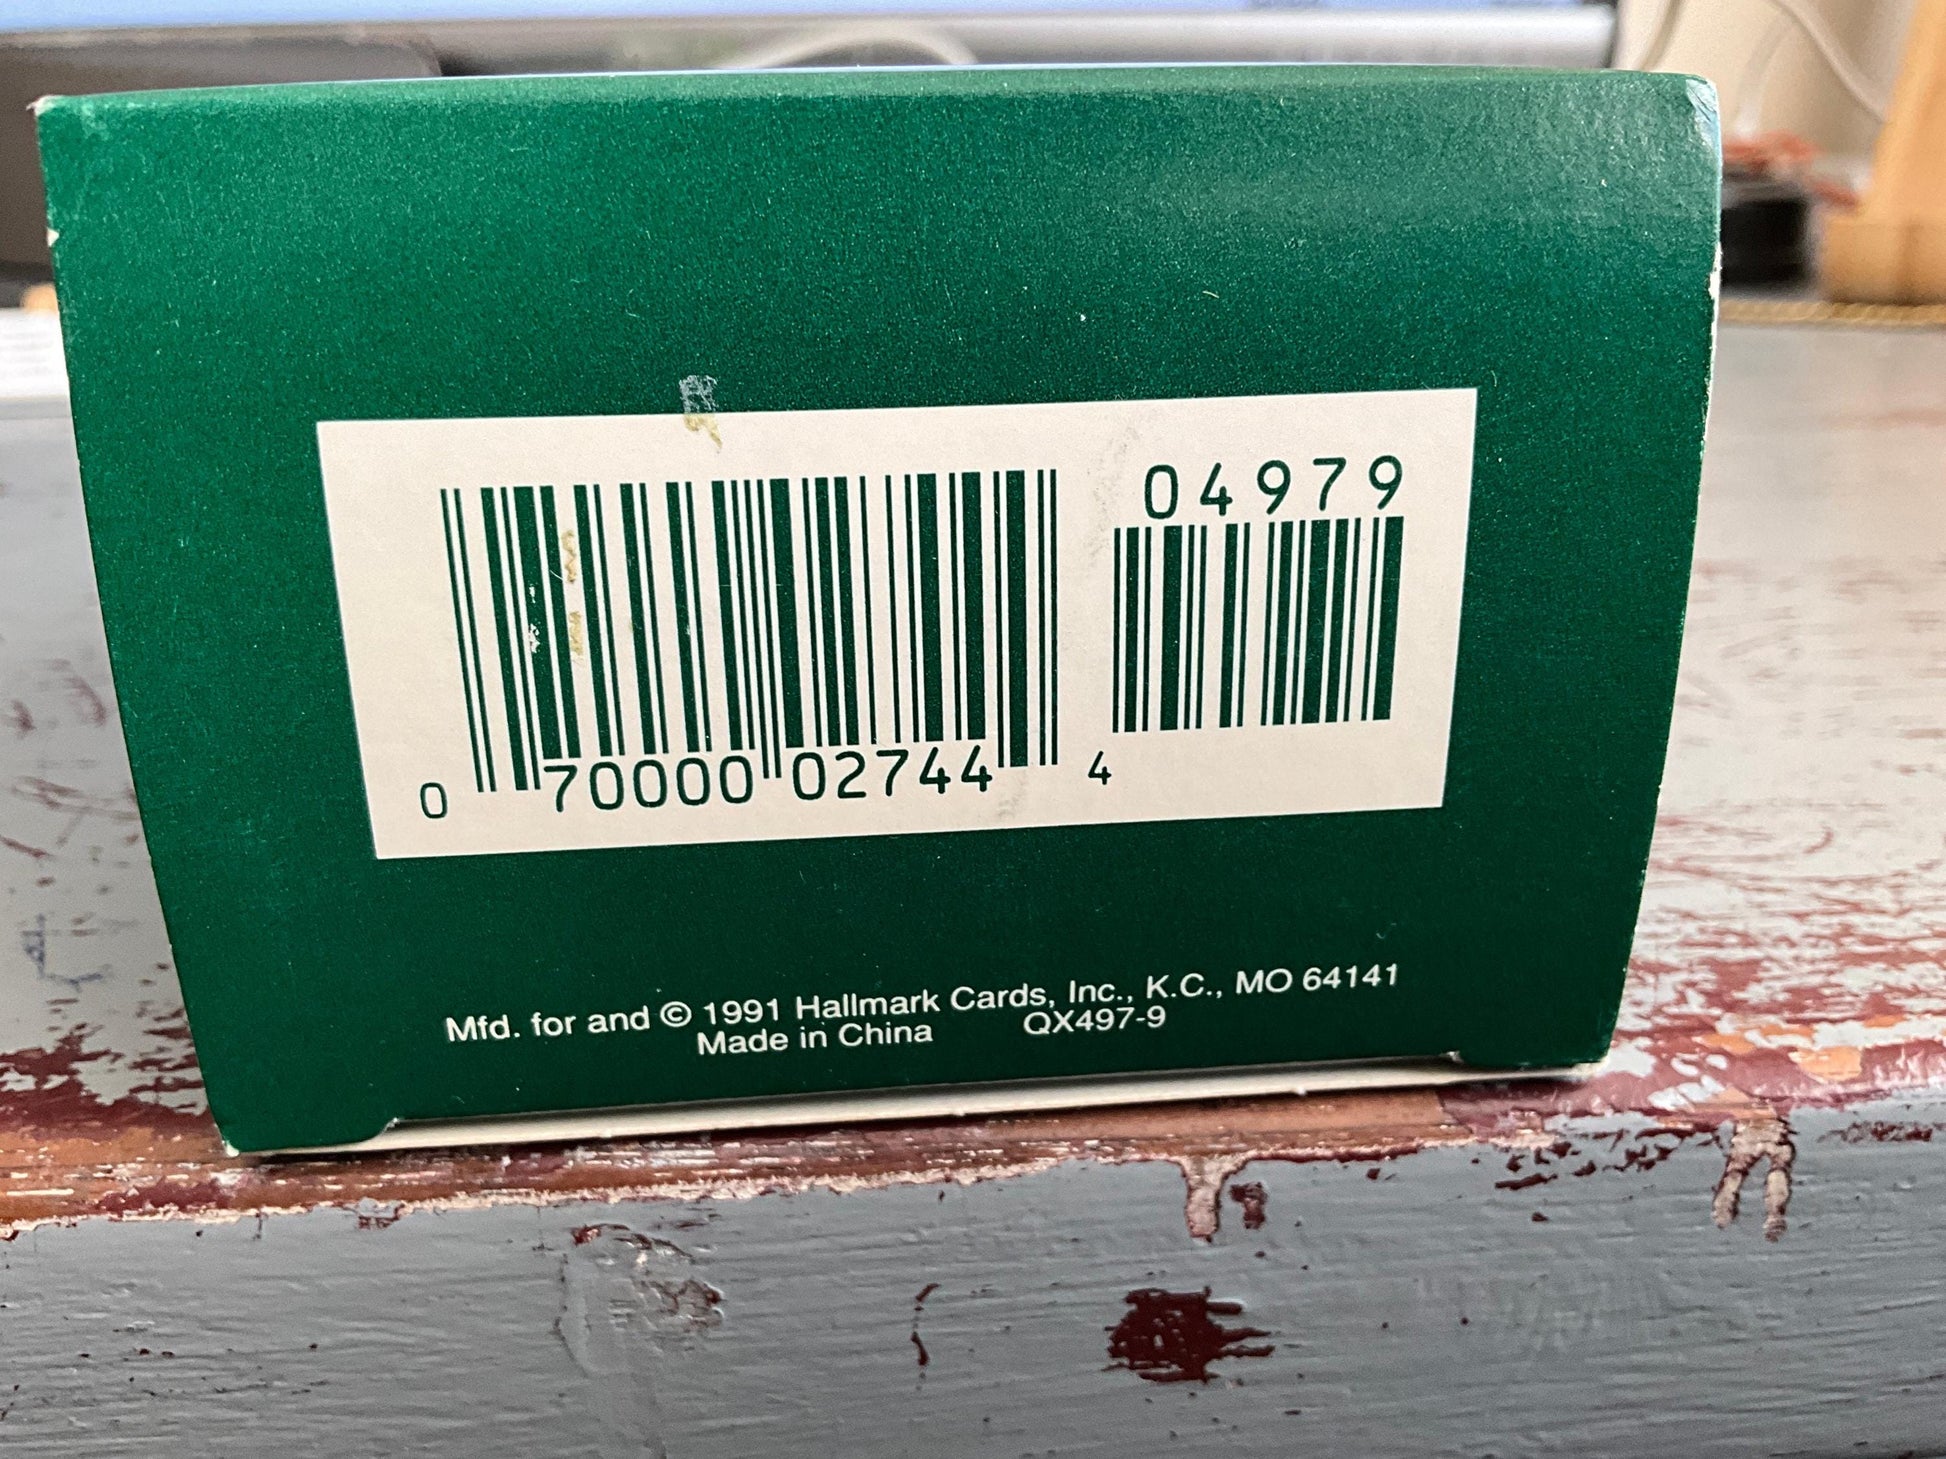 04979
0 70000 02744 4
Mfd. for and © 1991 Hallmark Cards, Inc., K.C., MO 64141
Made in China QX497-9